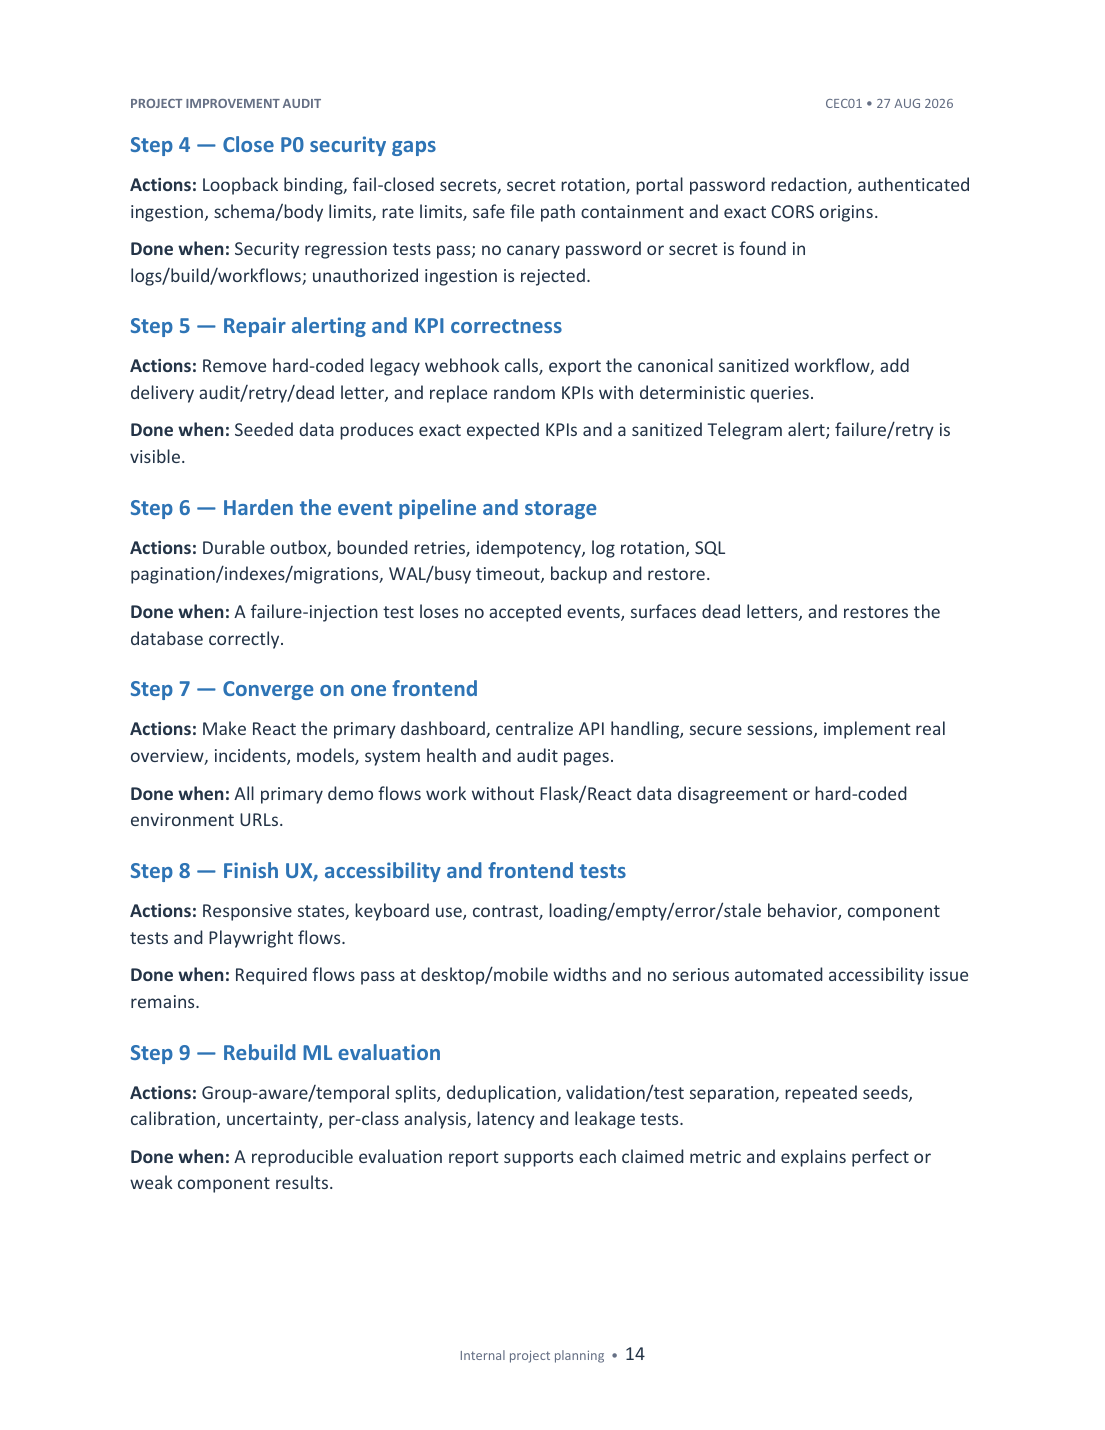 PROJECT IMPROVEMENT AUDIT
CEC01 • 27 AUG 2026
Step 4 — Close P0 security gaps
Actions: Loopback binding, fail-closed secrets, secret rotation, portal password redaction, authenticated
ingestion, schema/body limits, rate limits, safe file path containment and exact CORS origins.
Done when: Security regression tests pass; no canary password or secret is found in
logs/build/workflows; unauthorized ingestion is rejected.
Step 5 — Repair alerting and KPI correctness
Actions: Remove hard-coded legacy webhook calls, export the canonical sanitized workflow, add
delivery audit/retry/dead letter, and replace random KPIs with deterministic queries.
Done when: Seeded data produces exact expected KPIs and a sanitized Telegram alert; failure/retry is
visible.
Step 6 — Harden the event pipeline and storage
Actions: Durable outbox, bounded retries, idempotency, log rotation, SQL
pagination/indexes/migrations, WAL/busy timeout, backup and restore.
Done when: A failure-injection test loses no accepted events, surfaces dead letters, and restores the
database correctly.
Step 7 — Converge on one frontend
Actions: Make React the primary dashboard, centralize API handling, secure sessions, implement real
overview, incidents, models, system health and audit pages.
Done when: All primary demo flows work without Flask/React data disagreement or hard-coded
environment URLs.
Step 8 — Finish UX, accessibility and frontend tests
Actions: Responsive states, keyboard use, contrast, loading/empty/error/stale behavior, component
tests and Playwright flows.
Done when: Required flows pass at desktop/mobile widths and no serious automated accessibility issue
remains.
Step 9 — Rebuild ML evaluation
Actions: Group-aware/temporal splits, deduplication, validation/test separation, repeated seeds,
calibration, uncertainty, per-class analysis, latency and leakage tests.
Done when: A reproducible evaluation report supports each claimed metric and explains perfect or
weak component results.
Internal project planning • 14